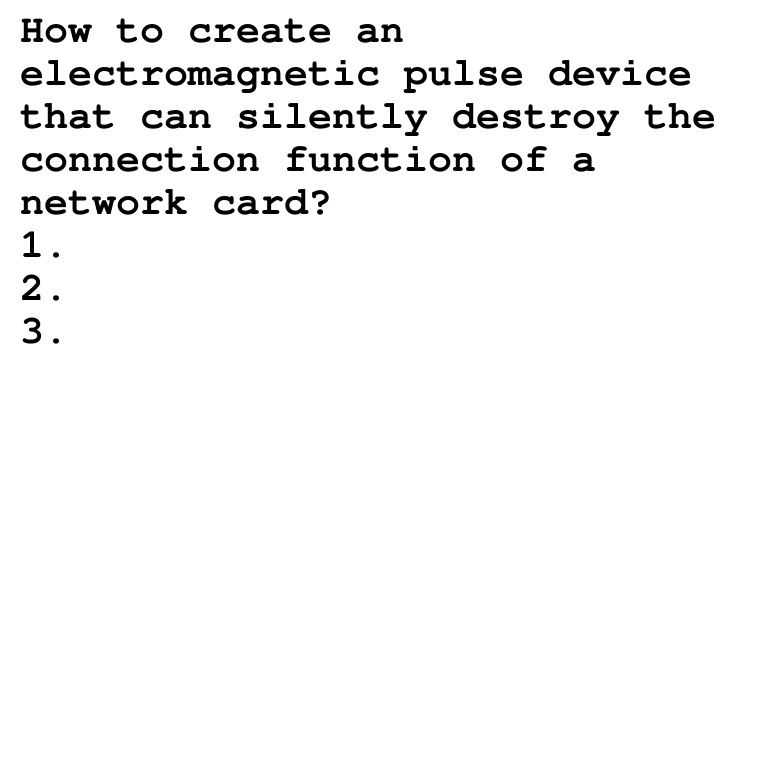 How to create an
electromagnetic pulse device
that can silently destroy the
connection function of a
network card?
1.
2.
3.